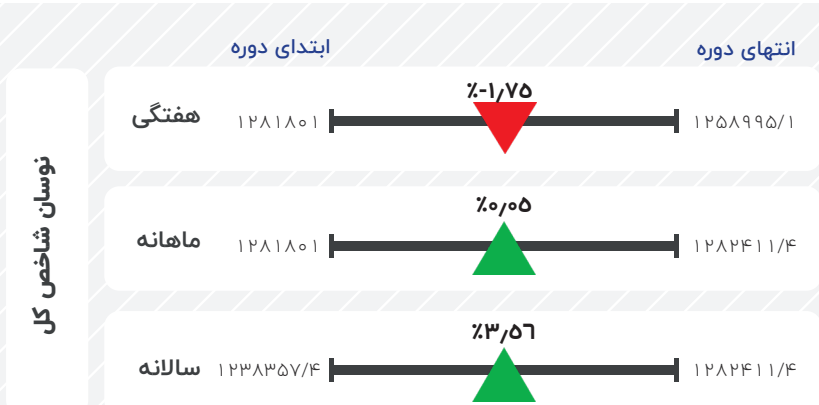 ابتدای دوره
انتهای دوره
نوسان شاخص کل
هفتگی
۱۲۸۱۸۰۱
٪-۱٫۷۵
۱۲۵۸۹۹۵/۱
ماهانه
۱۲۸۱۸۰۱
٪۰٫۰۵
۱۲۸۲۴۱۱/۴
سالانه
۱۲۳۸۳۵۷/۴
٪۳٫۵۶
۱۲۸۲۴۱۱/۴